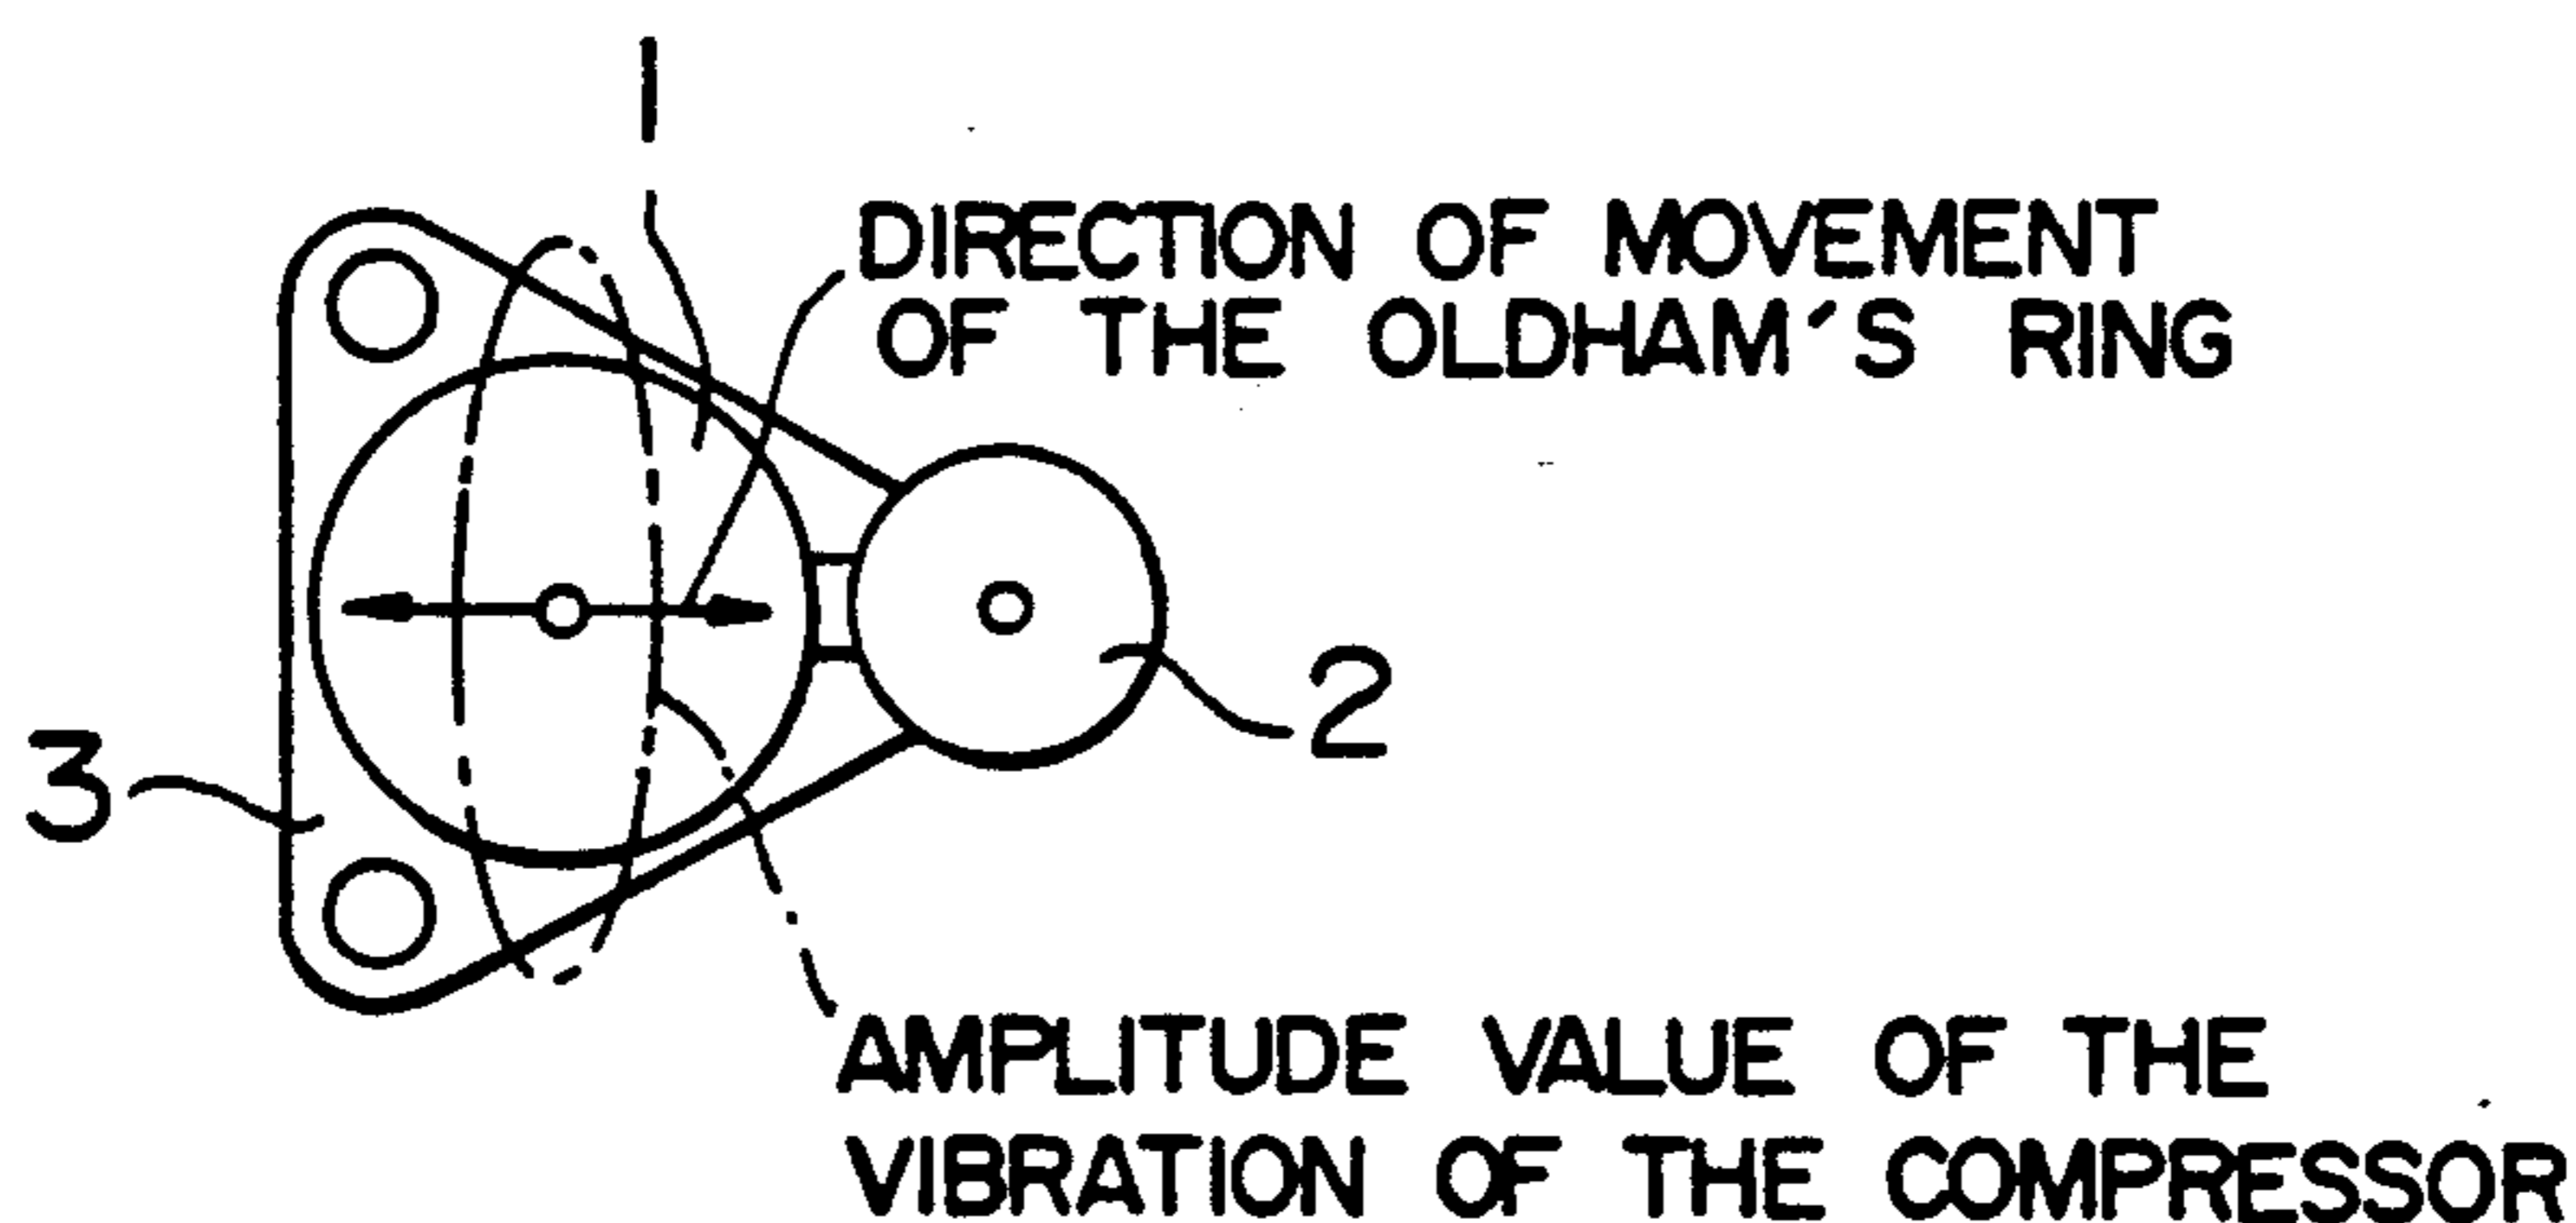 1
DIRECTION OF MOVEMENT
OF THE OLDHAM'S RING
2
3
AMPLITUDE VALUE OF THE
VIBRATION OF THE COMPRESSOR